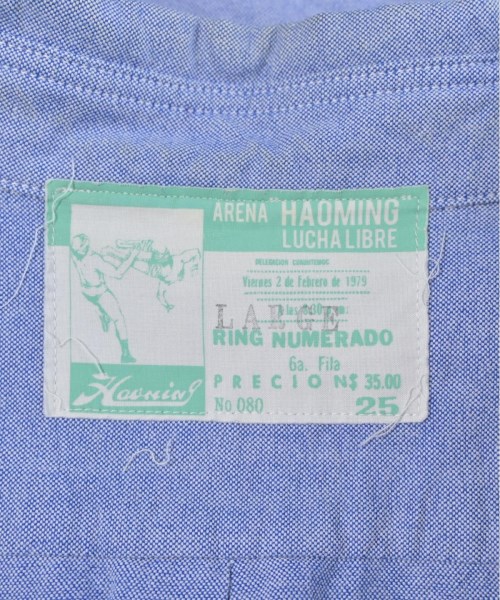 ARENA "HAOMING"
LUCHA LIBRE
Viernes 2 de Febrero de 1979
LARGE
RING NUMERADO
6a. Fila
PRECIO N$ 35.00
No. 080 25
Haoming